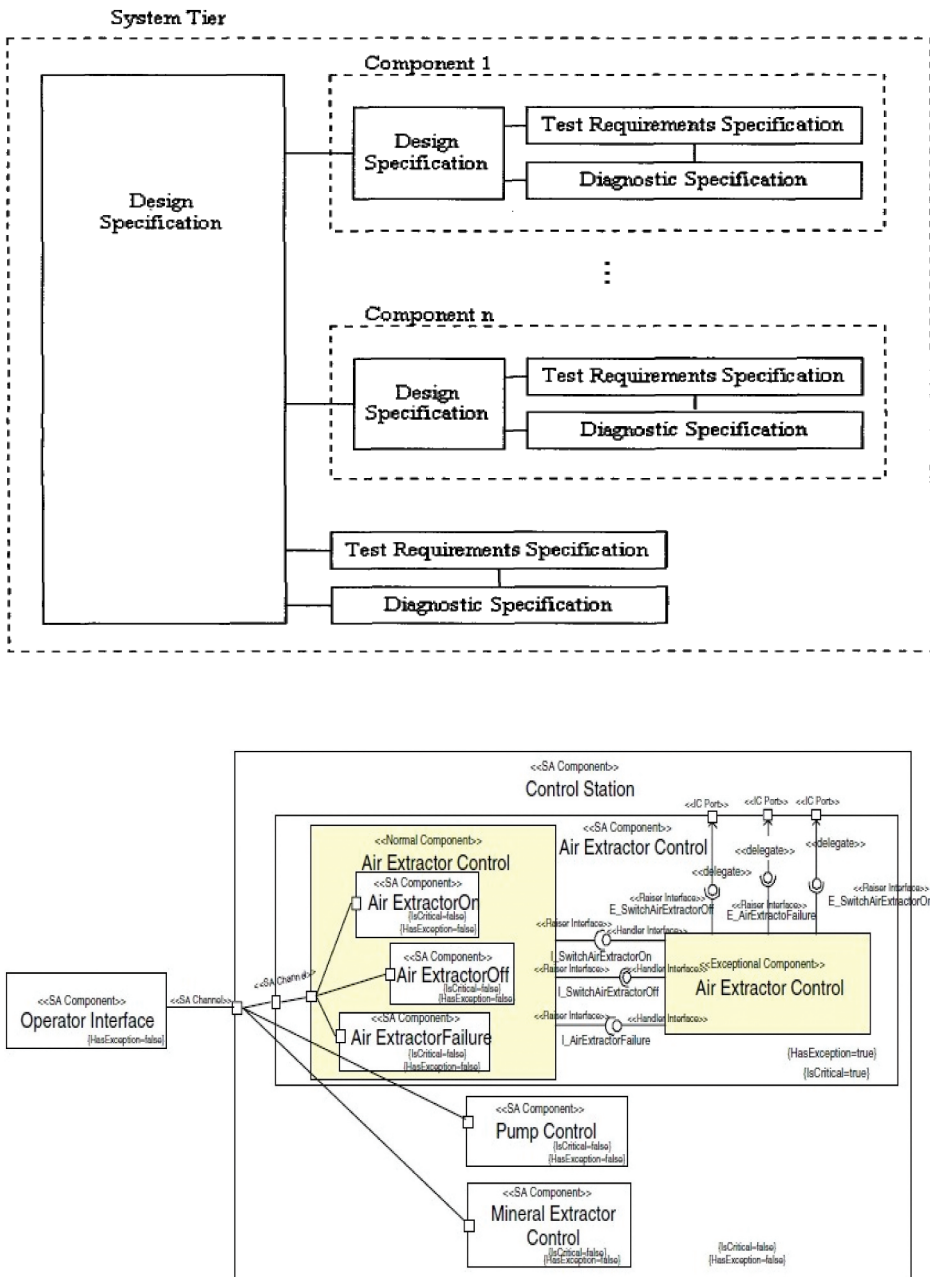 System Tier
Component 1
Design
Specification
Test Requirements Specification
Diagnostic Specification
Design
Specification
Component n
Design
Specification
Test Requirements Specification
Diagnostic Specification
Test Requirements Specification
Diagnostic Specification
<<SA Component>>
Control Station
<<IC Port>>
<<IC Port>>
<<IC Port>>
<<SA Component>>
Air Extractor Control
<<delegate>>
<<delegate>>
<<delegate>>
<<Raiser Interface>>
E_SwitchAirExtractorOff
<<Raiser Interface>>
E_AirExtractoFailure
<<Raiser Interface>>
E_SwitchAirExtractorOn
<<Normal Component>>
Air Extractor Control
<<SA Component>>
Air ExtractorOn
{IsCritical=false}
{HasException=false}
<<SA Component>>
Air ExtractorOff
{IsCritical=false}
{HasException=false}
<<SA Component>>
Air ExtractorFailure
{IsCritical=false}
{HasException=false}
<<Raiser Interface>>
<<Handler Interface>>
I_SwitchAirExtractorOn
<<Raiser Interface>>
<<Handler Interface>>
I_SwitchAirExtractorOff
<<Raiser Interface>>
<<Handler Interface>>
I_AirExtractorFailure
<<Exceptional Component>>
Air Extractor Control
{HasException=true}
{IsCritical=true}
<<SA Component>>
Operator Interface
{HasException=false}
<<SA Channel>>
<<SA Channel>>
<<SA Component>>
Pump Control
{IsCritical=false}
{HasException=false}
<<SA Component>>
Mineral Extractor
Control
{IsCritical=false}
{HasException=false}
{IsCritical=false}
{HasException=false}